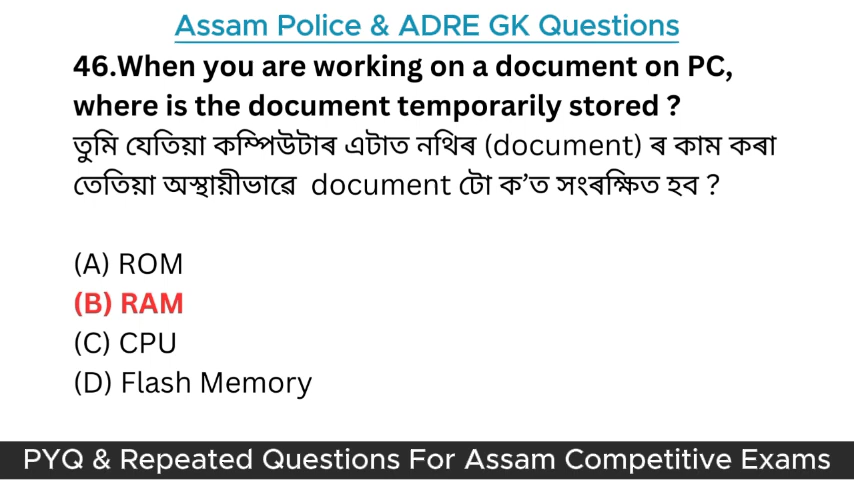 Assam Police & ADRE GK Questions
46.When you are working on a document on PC,
where is the document temporarily stored ?
তুমি যেতিয়া কম্পিউটাৰ এটাত নথিৰ (document) ৰ কাম কৰা
তেতিয়া অস্থায়ীভাৱে document টো ক’ত সংৰক্ষিত হব ?
(A) ROM
(B) RAM
(C) CPU
(D) Flash Memory
PYQ & Repeated Questions For Assam Competitive Exams